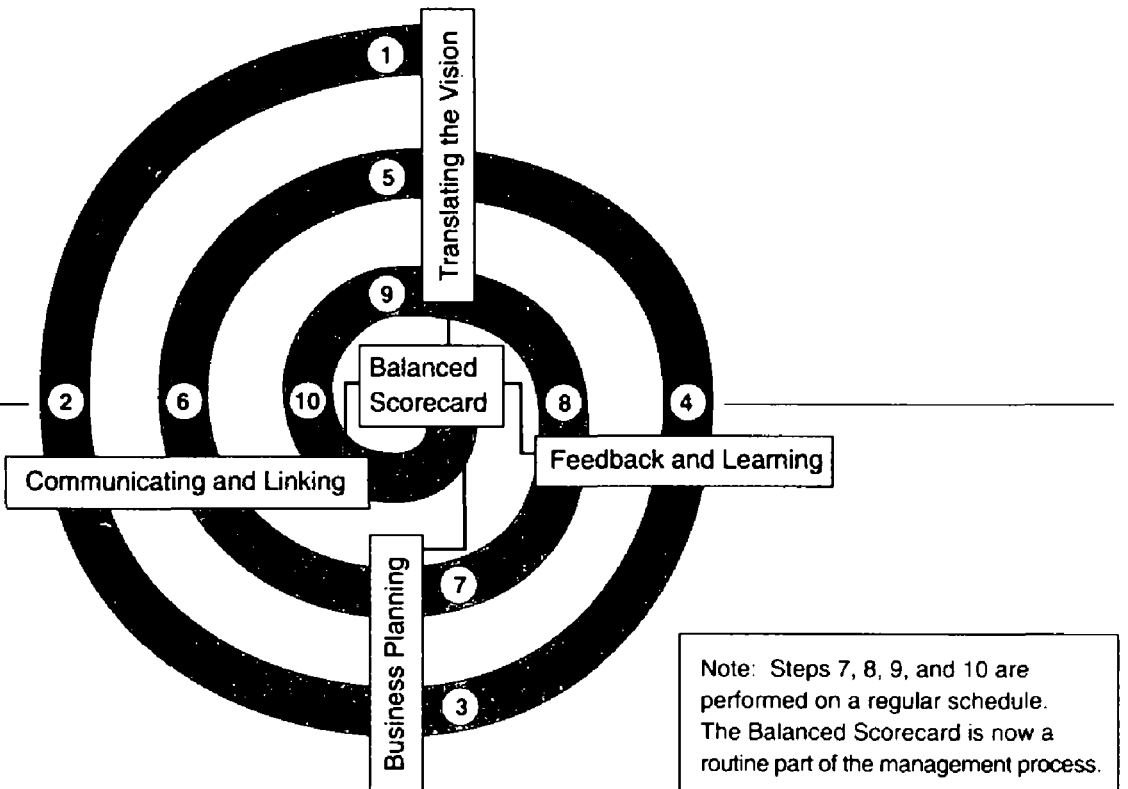 1
Translating the Vision
5
9
Balanced
Scorecard
2
6
10
8
4
Communicating and Linking
Feedback and Learning
Business Planning
7
3
Note: Steps 7, 8, 9, and 10 are
performed on a regular schedule.
The Balanced Scorecard is now a
routine part of the management process.